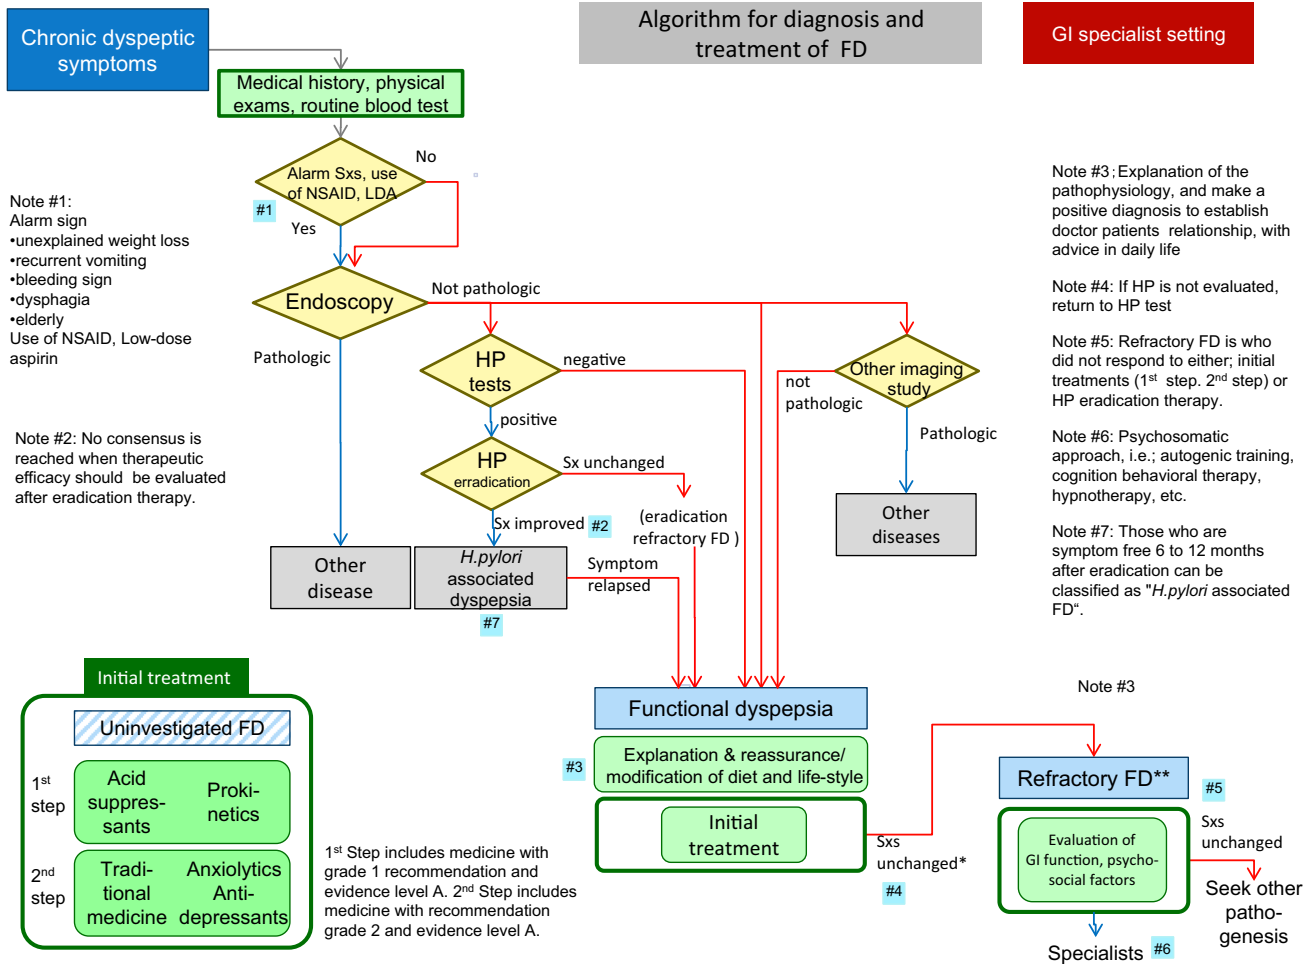 Chronic dyspeptic
symptoms
Algorithm for diagnosis and
treatment of  FD
GI specialist setting
Medical history, physical
exams, routine blood test
Alarm Sxs, use
of NSAID, LDA
No
#1
Yes
Note #1:
Alarm sign
•unexplained weight loss
•recurrent vomiting
•bleeding sign
•dysphagia
•elderly
Use of NSAID, Low-dose
aspirin
Note #2: No consensus is
reached when therapeutic
efficacy should  be evaluated
after eradication therapy.
Endoscopy
Not pathologic
Pathologic
HP
tests
negative
positive
HP
erradication
Sx unchanged
Sx improved
#2
(eradication
refractory FD )
Other imaging
study
not
pathologic
Pathologic
Other
diseases
Other
disease
H.pylori
associated
dyspepsia
#7
Symptom
relapsed
Note #3 ; Explanation of the
pathophysiology, and make a
positive diagnosis to establish
doctor patients  relationship, with
advice in daily life
Note #4: If HP is not evaluated,
return to HP test
Note #5: Refractory FD is who
did not respond to either; initial
treatments (1st  step. 2nd step) or
HP eradication therapy.
Note #6: Psychosomatic
approach, i.e.; autogenic training,
cognition behavioral therapy,
hypnotherapy, etc.
Note #7: Those who are
symptom free 6 to 12 months
after eradication can be
classified as "H.pylori associated
FD“.
Initial treatment
Uninvestigated FD
1st
step
Acid
suppres-
sants
Proki-
netics
2nd
step
Tradi-
tional
medicine
Anxiolytics
Anti-
depressants
1st Step includes medicine with
grade 1 recommendation and
evidence level A. 2nd Step includes
medicine with recommendation
grade 2 and evidence level A.
Functional dyspepsia
#3
Explanation & reassurance/
modification of diet and life-style
Initial
treatment
Sxs
unchanged*
#4
Note #3
Refractory FD**
#5
Evaluation of
GI function, psycho-
social factors
Sxs
unchanged
Seek other
patho-
genesis
Specialists
#6